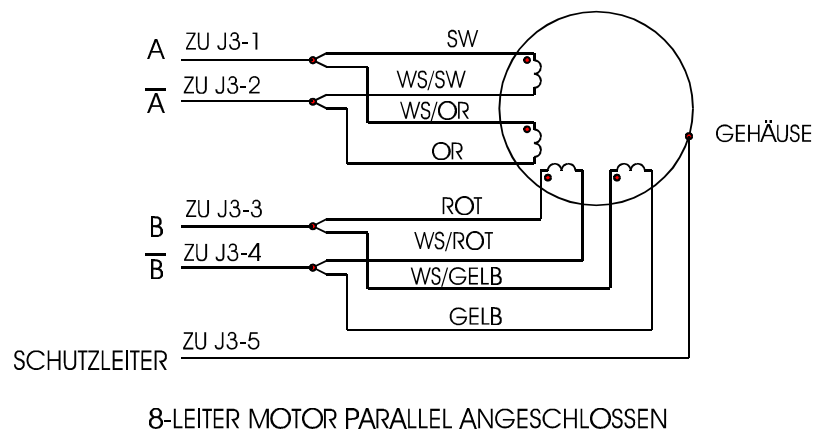 A ZU J3-1 SW
A̅ ZU J3-2 WS/SW
WS/OR
OR
GEHÄUSE
B ZU J3-3 ROT
B̅ ZU J3-4 WS/ROT
WS/GELB
GELB
SCHUTZLEITER ZU J3-5
8-LEITER MOTOR PARALLEL ANGESCHLOSSEN